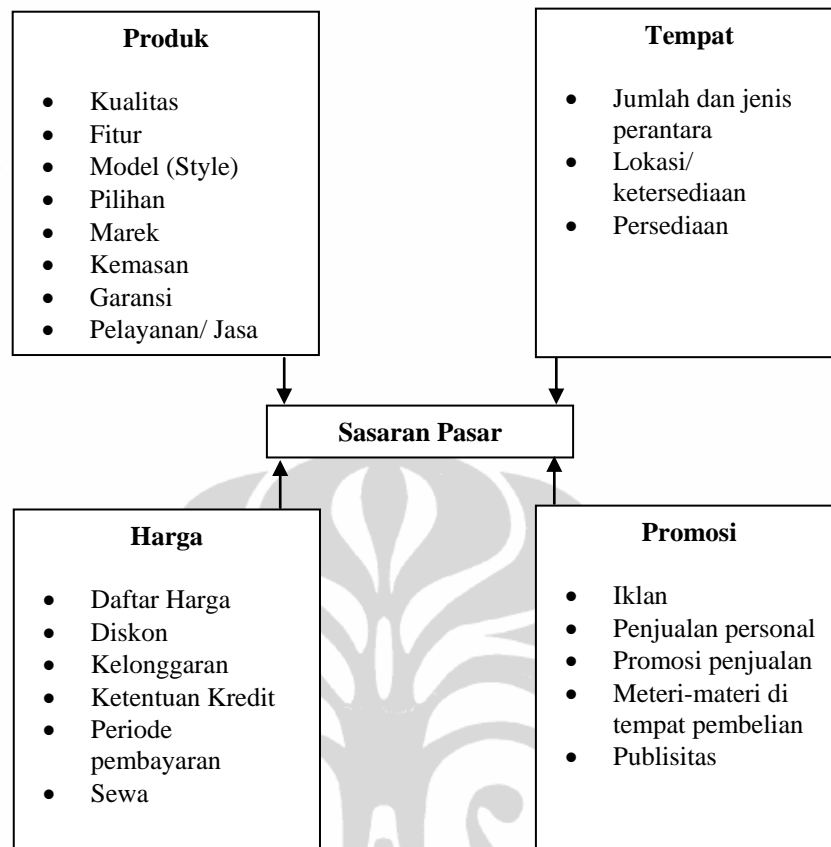 Produk
• Kualitas
• Fitur
• Model (Style)
• Pilihan
• Marek
• Kemasan
• Garansi
• Pelayanan/ Jasa
Tempat
• Jumlah dan jenis
perantara
• Lokasi/
ketersediaan
• Persediaan
Sasaran Pasar
Harga
• Daftar Harga
• Diskon
• Kelonggaran
• Ketentuan Kredit
• Periode
pembayaran
• Sewa
Promosi
• Iklan
• Penjualan personal
• Promosi penjualan
• Meteri-materi di
tempat pembelian
• Publisitas